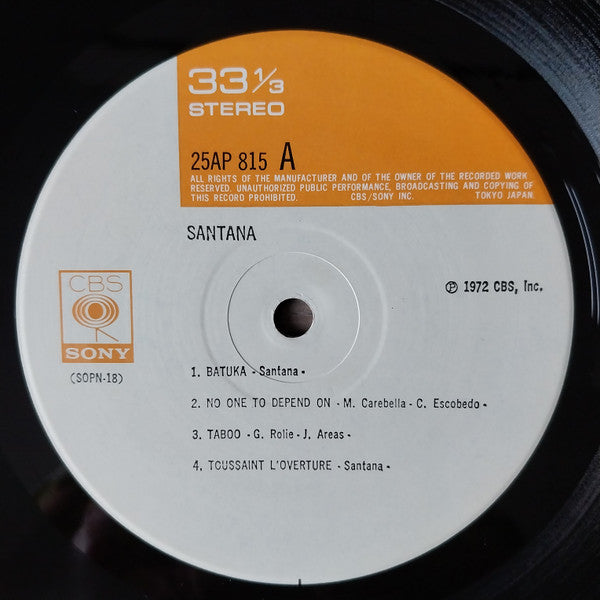 33⅓
STEREO
25AP 815 A
ALL RIGHTS OF THE MANUFACTURER AND OF THE OWNER OF THE RECORDED WORK
RESERVED. UNAUTHORIZED PUBLIC PERFORMANCE, BROADCASTING AND COPYING OF
THIS RECORD PROHIBITED. CBS/SONY INC. TOKYO JAPAN.
SANTANA
CBS
SONY
(SOPN-18)
Ⓟ 1972 CBS, Inc.
1. BATUKA - Santana -
2. NO ONE TO DEPEND ON - M. Carebella - C. Escobedo -
3. TABOO - G. Rolie - J. Areas -
4. TOUSSAINT L'OVERTURE - Santana -